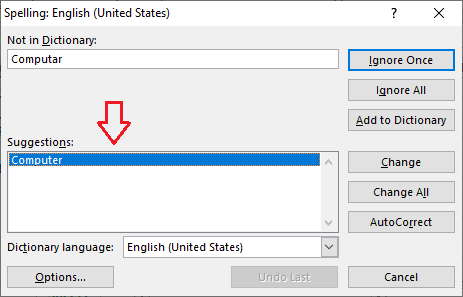 Spelling: English (United States)
?
×
Not in Dictionary:
Computar
Ignore Once
Ignore All
Add to Dictionary
Suggestions:
Computer
Change
Change All
AutoCorrect
Dictionary language:
English (United States)
Options...
Undo Last
Cancel